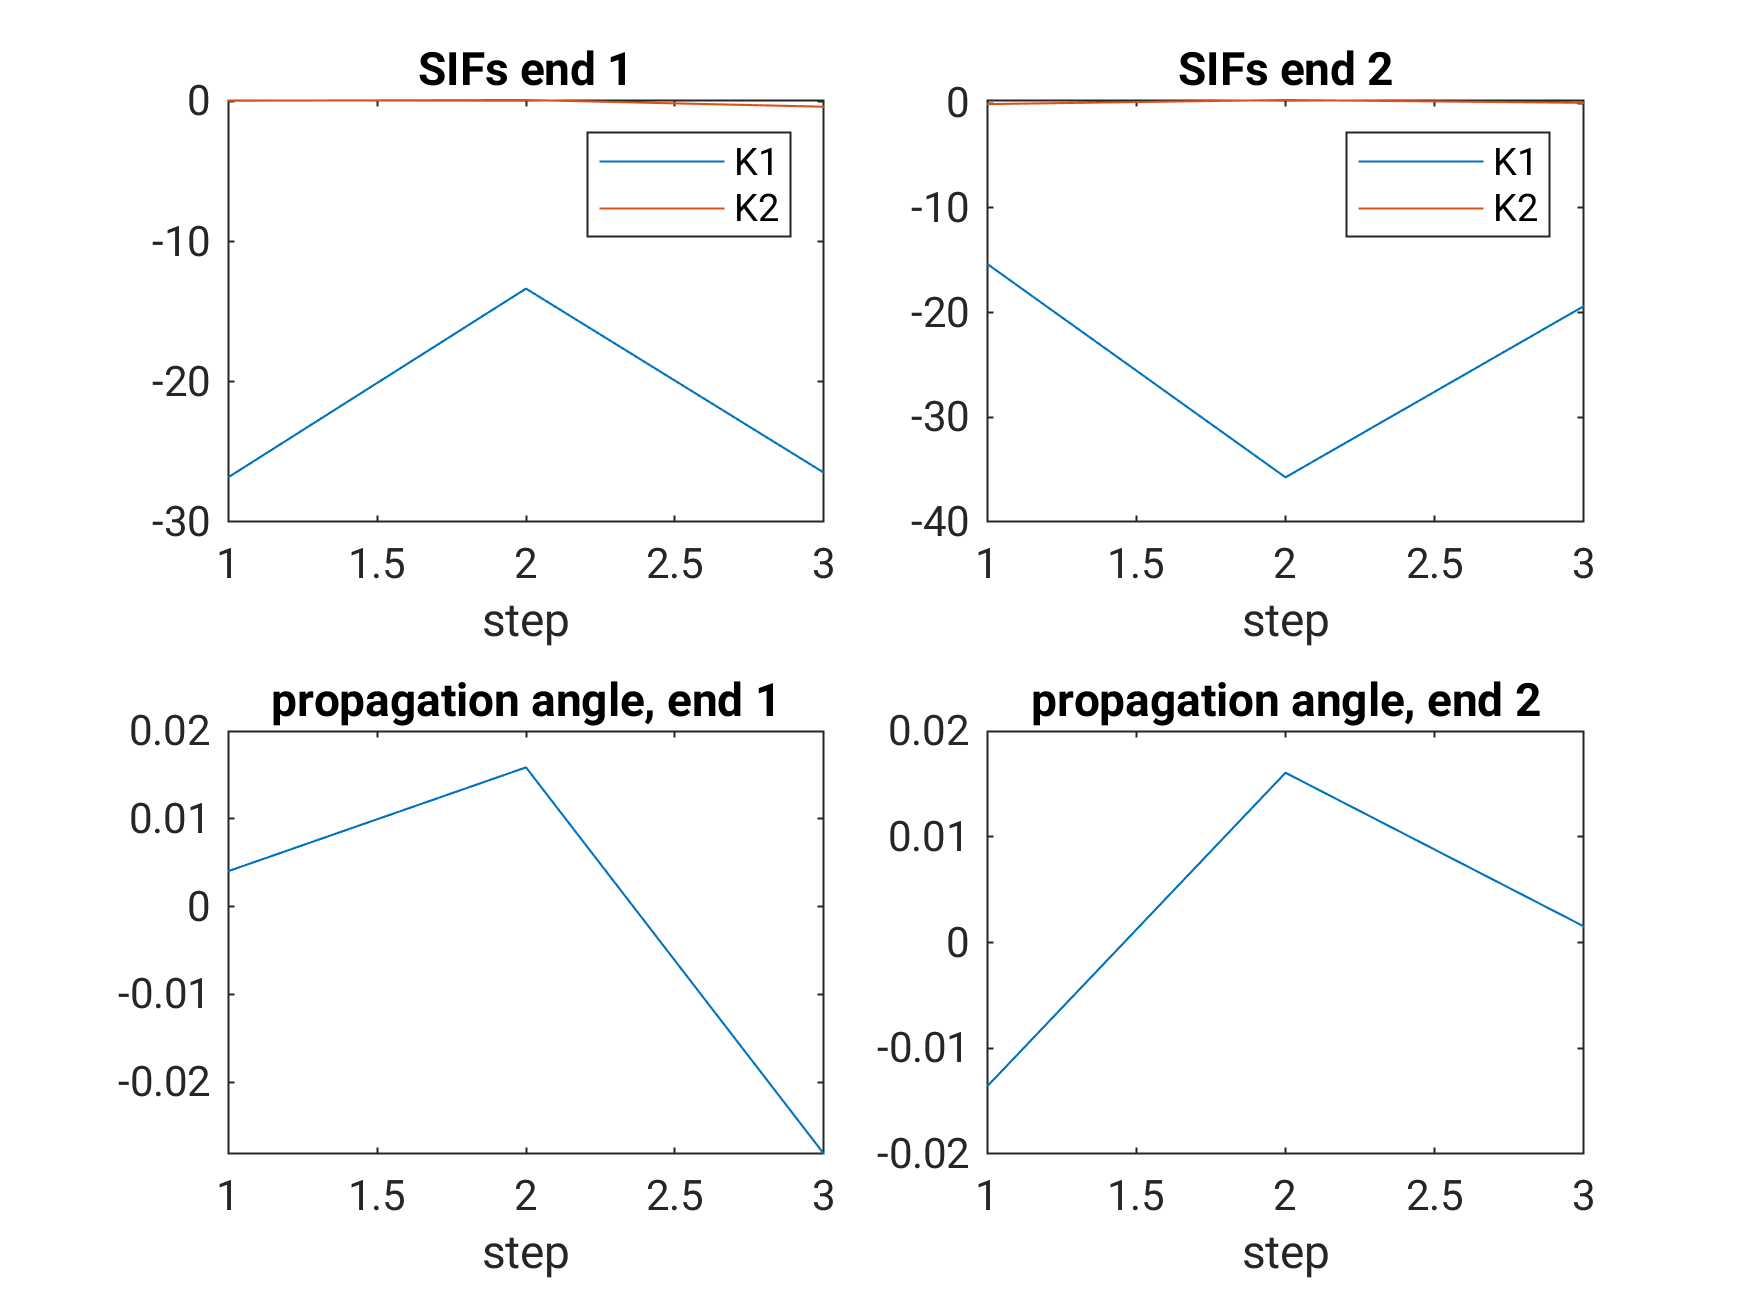 SIFs end 1
0
-10
-20
-30
K1
K2
1 1.5 2 2.5 3
step
SIFs end 2
0
-10
-20
-30
-40
K1
K2
1 1.5 2 2.5 3
step
propagation angle, end 1
0.02
0.01
0
-0.01
-0.02
1 1.5 2 2.5 3
step
propagation angle, end 2
0.02
0.01
0
-0.01
-0.02
1 1.5 2 2.5 3
step